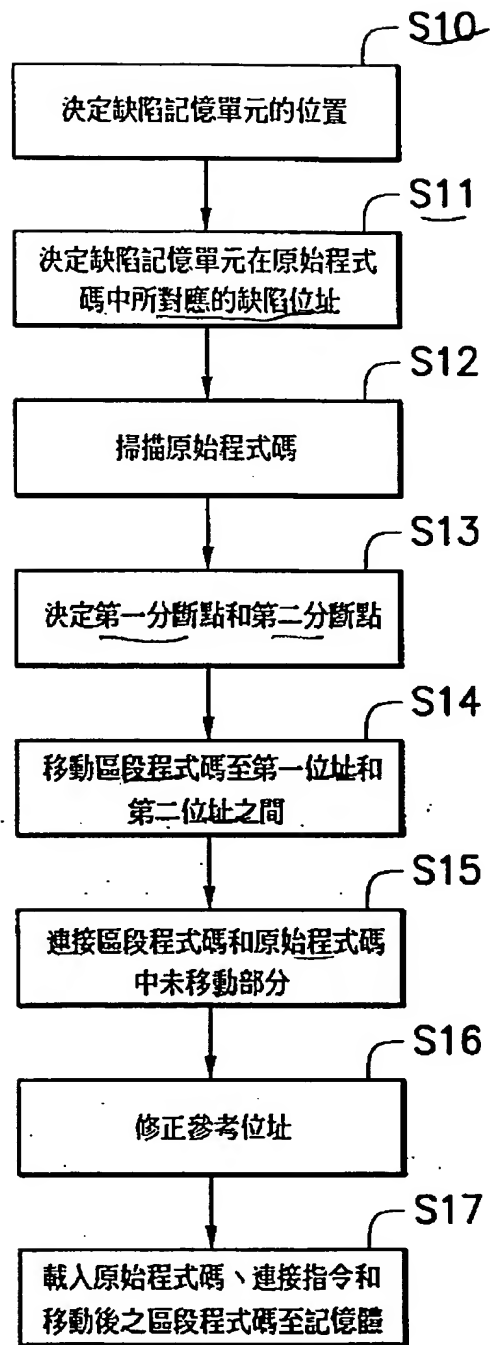 S10
決定缺陷記憶單元的位置
S11
決定缺陷記憶單元在原始程式
碼中所對應的缺陷位址
S12
掃描原始程式碼
S13
決定第一分斷點和第二分斷點
S14
移動區段程式碼至第一位址和
第二位址之間
S15
連接區段程式碼和原始程式碼
中未移動部分
S16
修正參考位址
S17
載入原始程式碼、連接指令和
移動後之區段程式碼至記憶體